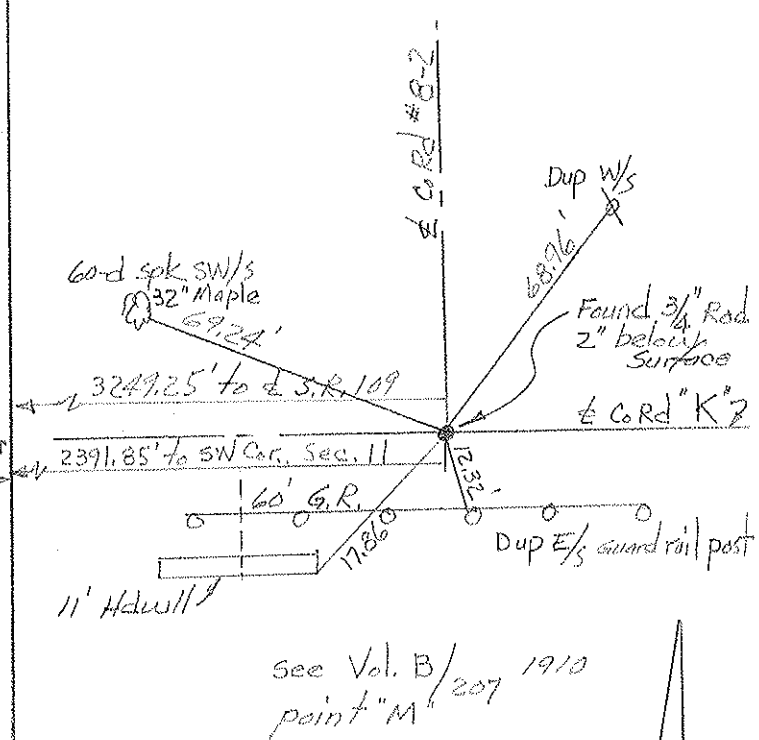 ℄ Co Rd #8-2
Dup W/s
68.96'
60-d spk SW/s
32" Maple
69.24'
Found 3/4" Rod
2" below
Surface
3249.25' to ℄ S.R. 109
℄ Co Rd "K"
2391.85' to SW Cor. Sec. 11
12.32'
60' G.R.
17.86'
Dup E/s Guard rail post
11' Hdwll
see Vol. B/207 1910
point "M"